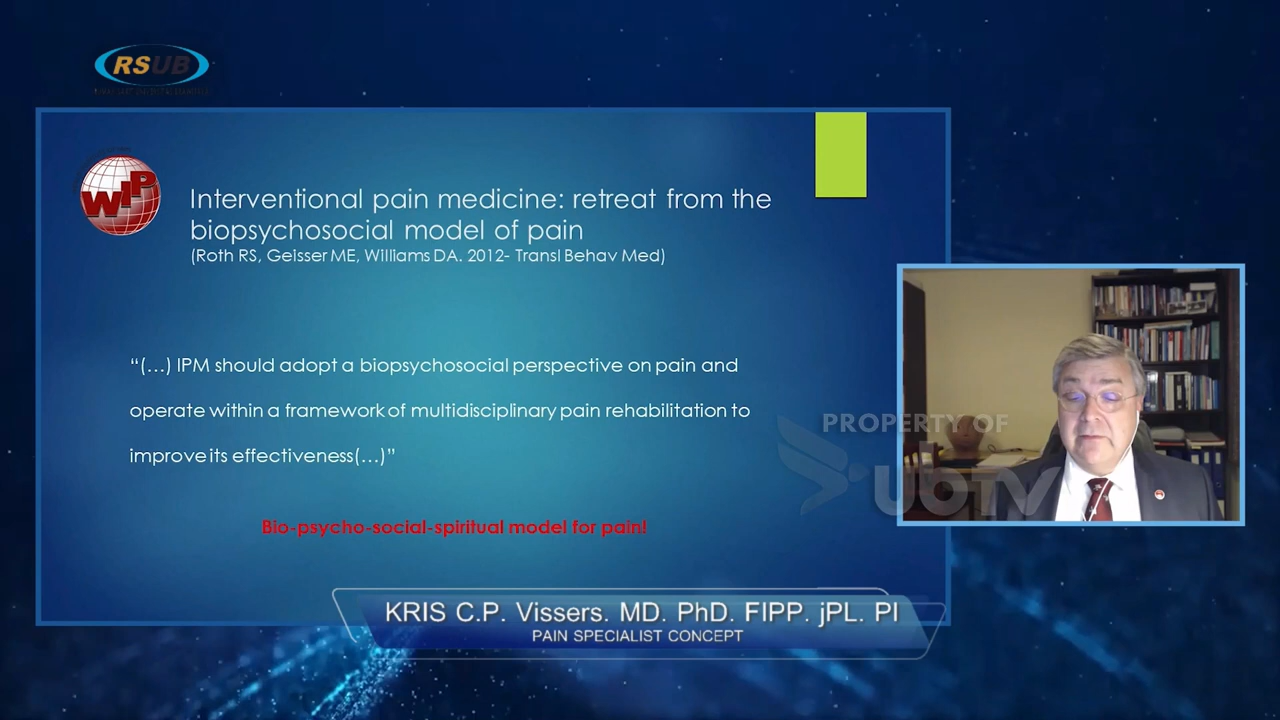 RSUB
WIP
Interventional pain medicine: retreat from the
biopsychosocial model of pain
(Roth RS, Geisser ME, Williams DA. 2012- Transl Behav Med)
“(…) IPM should adopt a biopsychosocial perspective on pain and
operate within a framework of multidisciplinary pain rehabilitation to
improve its effectiveness(…)”
PROPERTY OF
UBTV
Bio-psycho-social-spiritual model for pain!
KRIS C.P. Vissers. MD. PhD. FIPP. jPL. PI
PAIN SPECIALIST CONCEPT